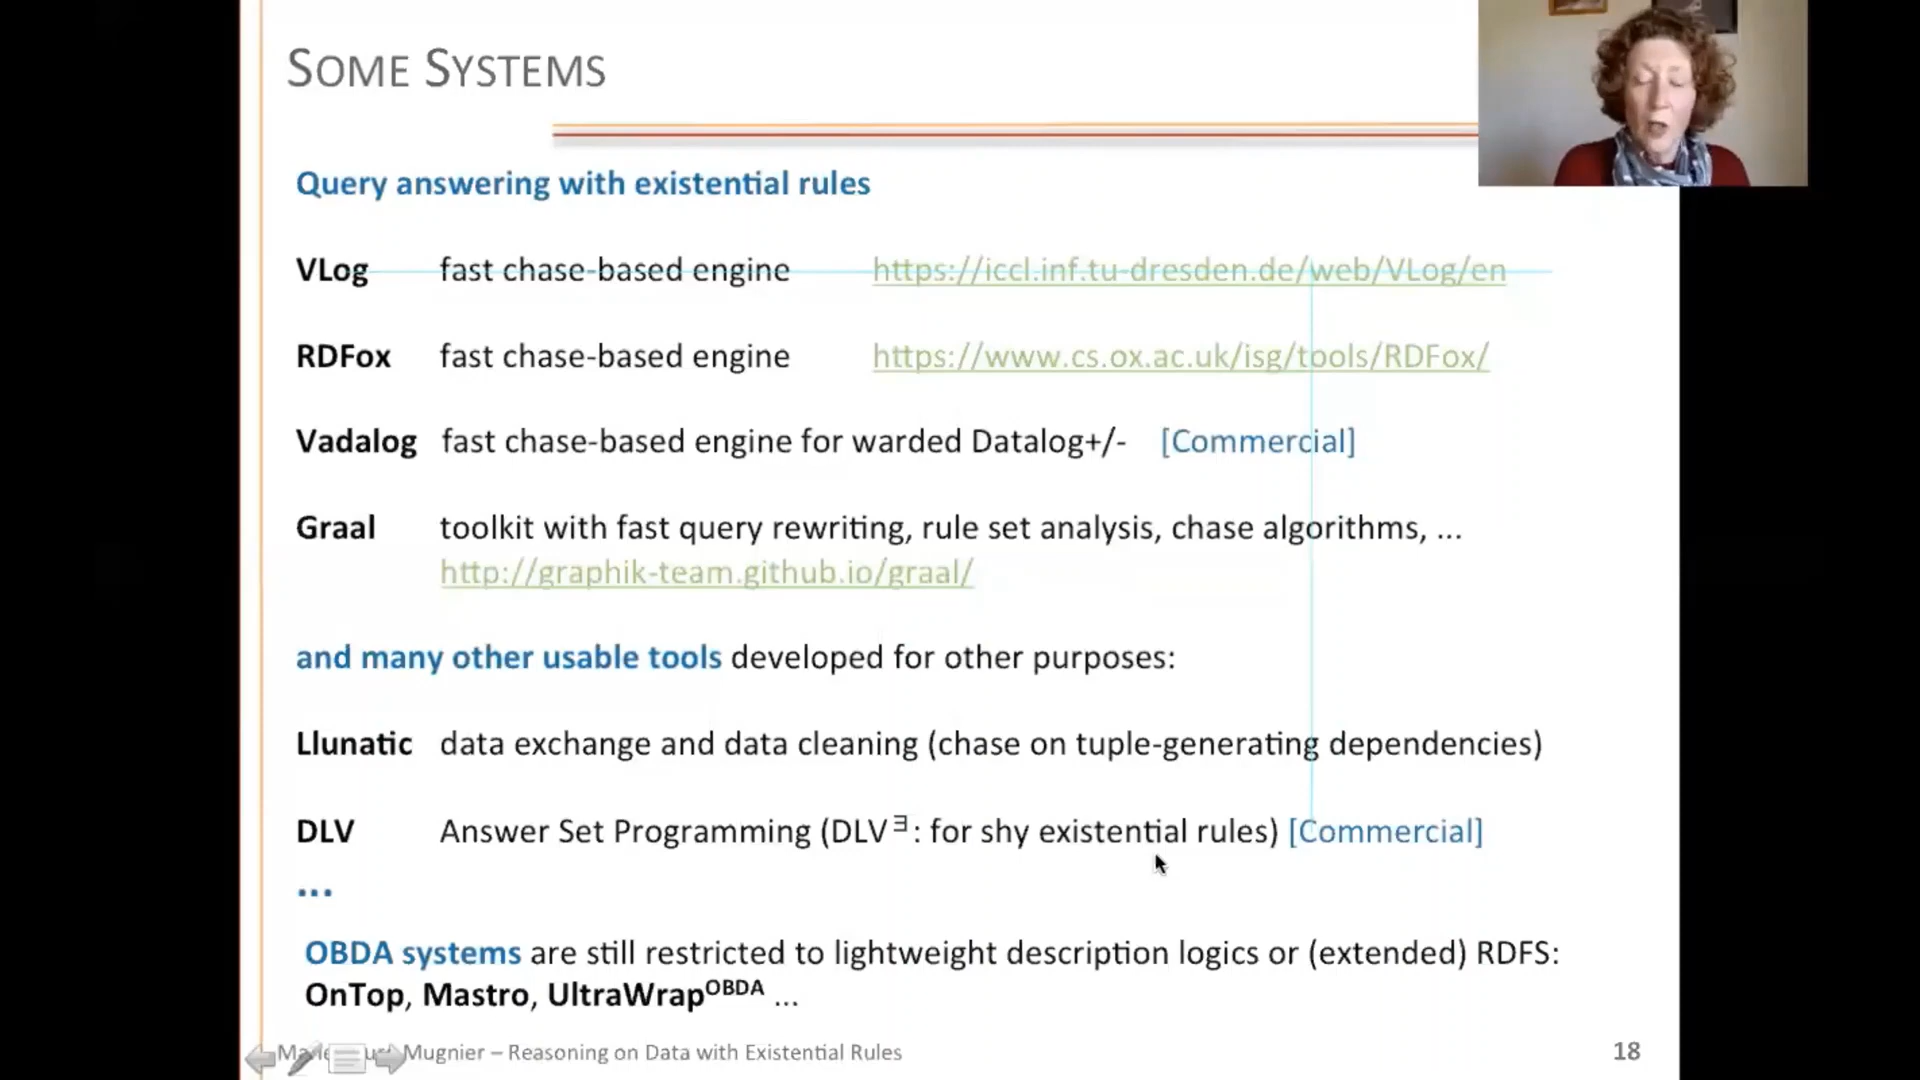 SOME SYSTEMS
Query answering with existential rules
VLog fast chase-based engine https://iccl.inf.tu-dresden.de/web/VLog/en
RDFox fast chase-based engine https://www.cs.ox.ac.uk/isg/tools/RDFox/
Vadalog fast chase-based engine for warded Datalog+/- [Commercial]
Graal toolkit with fast query rewriting, rule set analysis, chase algorithms, ...
http://graphik-team.github.io/graal/
and many other usable tools developed for other purposes:
Llunatic data exchange and data cleaning (chase on tuple-generating dependencies)
DLV Answer Set Programming (DLV∃: for shy existential rules) [Commercial]
...
OBDA systems are still restricted to lightweight description logics or (extended) RDFS:
OnTop, Mastro, UltraWrapOBDA ...
Mugnier – Reasoning on Data with Existential Rules 18